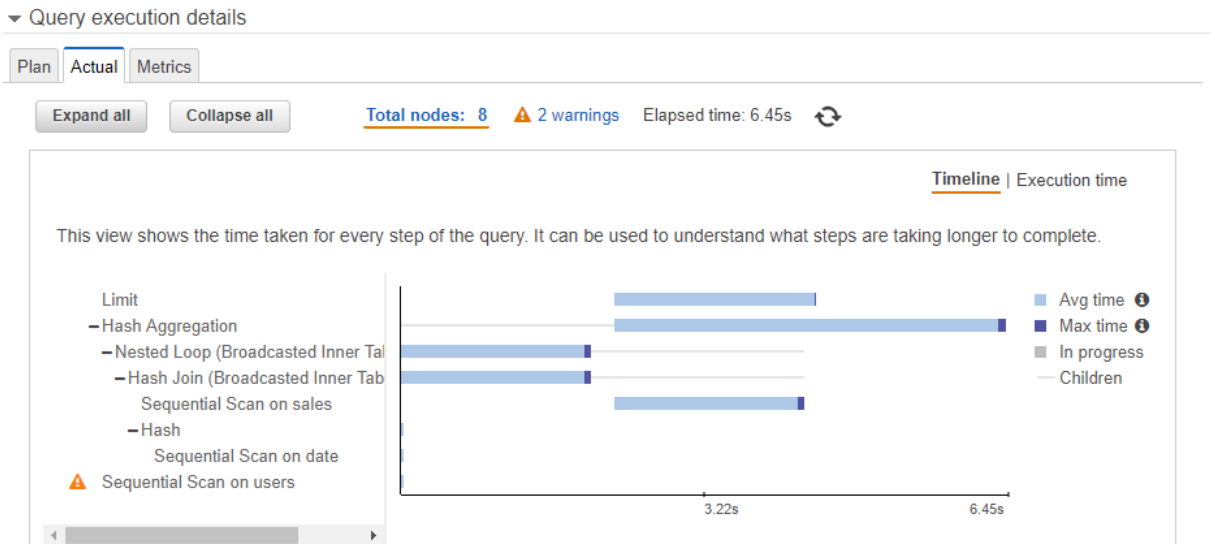 Query execution details
Plan Actual Metrics
Expand all Collapse all Total nodes: 8 2 warnings Elapsed time: 6.45s
Timeline | Execution time
This view shows the time taken for every step of the query. It can be used to understand what steps are taking longer to complete.
Limit
Hash Aggregation
Nested Loop (Broadcasted Inner Tal
Hash Join (Broadcasted Inner Tab
Sequential Scan on sales
Hash
Sequential Scan on date
Sequential Scan on users
Avg time
Max time
In progress
Children
3.22s 6.45s